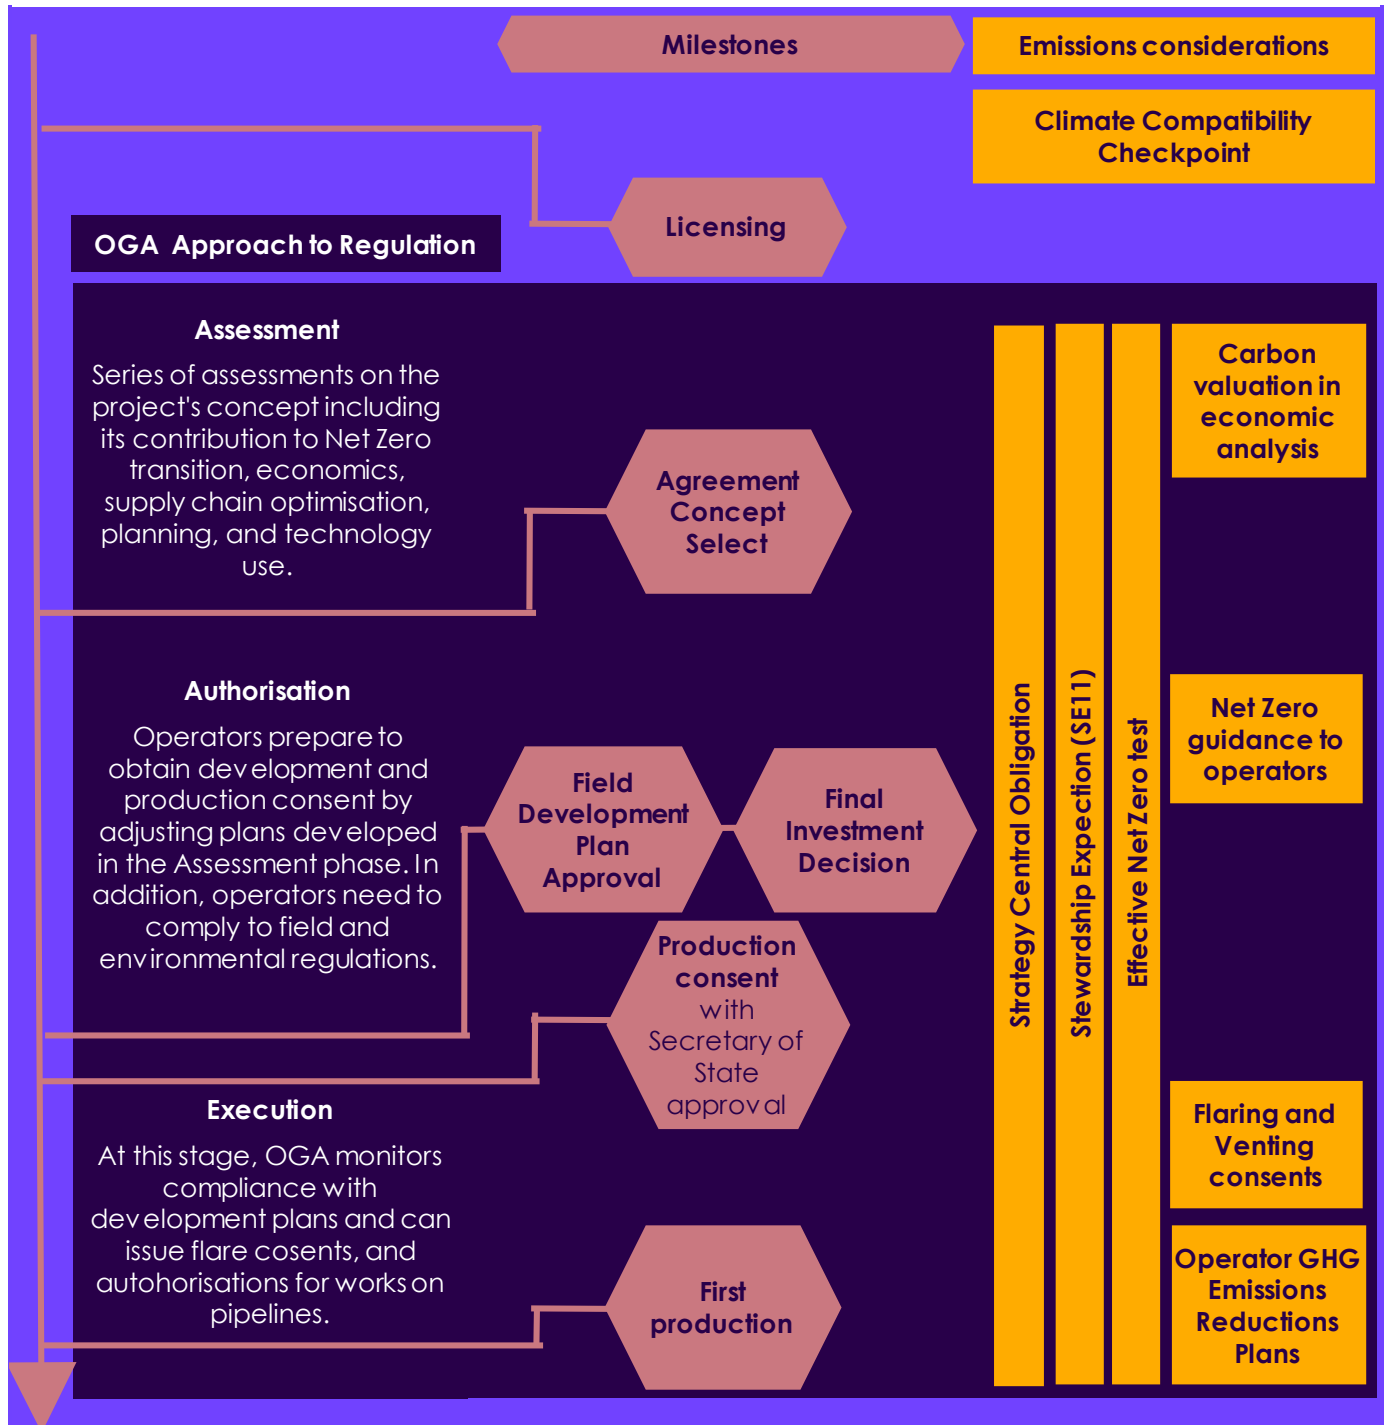 Milestones
Emissions considerations
Climate Compatibility
Checkpoint
Licensing
OGA Approach to Regulation
Assessment
Series of assessments on the
project's concept including
its contribution to Net Zero
transition, economics,
supply chain optimisation,
planning, and technology
use.
Agreement
Concept
Select
Carbon
valuation in
economic
analysis
Authorisation
Operators prepare to
obtain development and
production consent by
adjusting plans developed
in the Assessment phase. In
addition, operators need to
comply to field and
environmental regulations.
Field
Development
Plan
Approval
Final
Investment
Decision
Production
consent
with
Secretary of
State
approval
Strategy Central Obligation
Stewardship Expection (SE11)
Effective Net Zero test
Net Zero
guidance to
operators
Execution
At this stage, OGA monitors
compliance with
development plans and can
issue flare cosents, and
autohorisations for works on
pipelines.
First
production
Flaring and
Venting
consents
Operator GHG
Emissions
Reductions
Plans